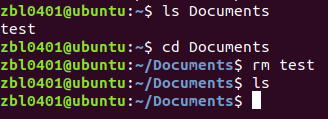 zbl0401@ubuntu:~$ ls Documents
test
zbl0401@ubuntu:~$ cd Documents
zbl0401@ubuntu:~/Documents$ rm test
zbl0401@ubuntu:~/Documents$ ls
zbl0401@ubuntu:~/Documents$